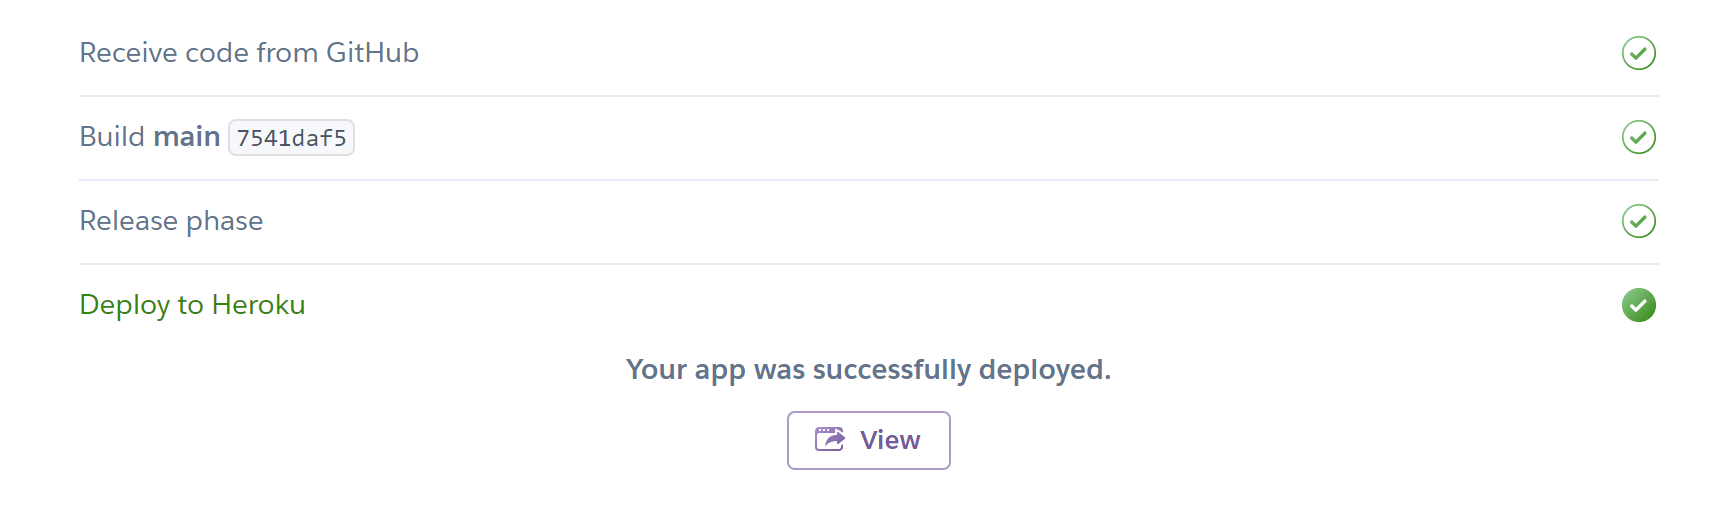 Receive code from GitHub
Build main 7541daf5
Release phase
Deploy to Heroku
Your app was successfully deployed.
View